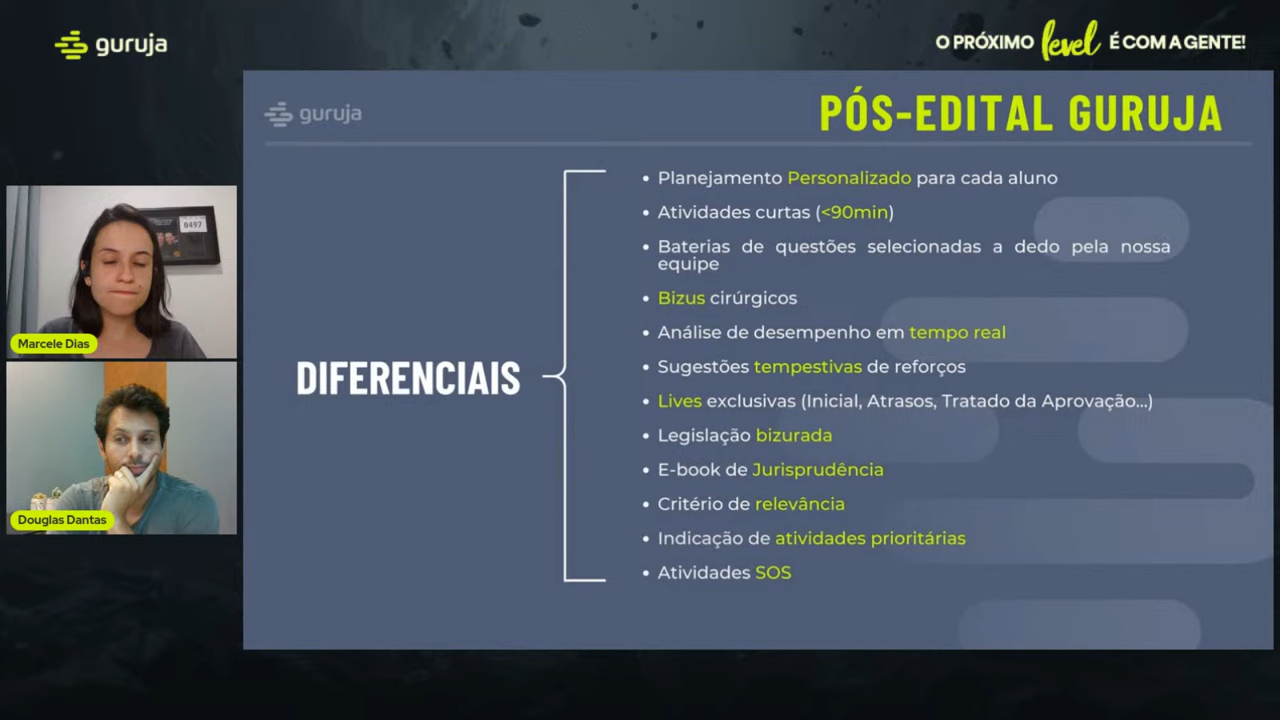 guruja
O PRÓXIMO level É COM A GENTE!
guruja
PÓS-EDITAL GURUJA
DIFERENCIAIS
• Planejamento Personalizado para cada aluno
• Atividades curtas (<90min)
• Baterias de questões selecionadas a dedo pela nossa
equipe
• Bizus cirúrgicos
• Análise de desempenho em tempo real
• Sugestões tempestivas de reforços
• Lives exclusivas (Inicial, Atrasos, Tratado da Aprovação...)
• Legislação bizurada
• E-book de Jurisprudência
• Critério de relevância
• Indicação de atividades prioritárias
• Atividades SOS
0497
Marcele Dias
Douglas Dantas